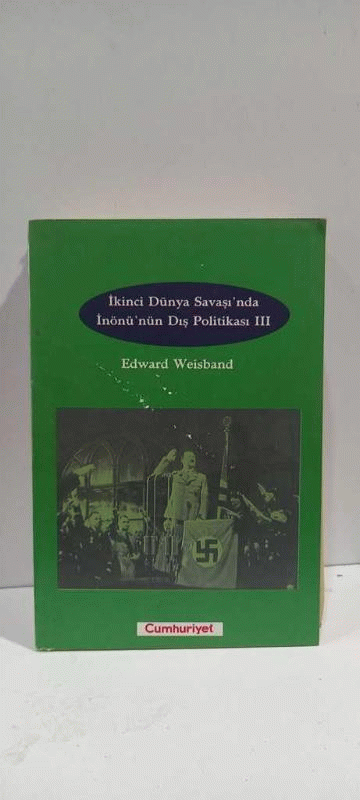 İkinci Dünya Savaşı'nda
İnönü'nün Dış Politikası III
Edward Weisband
Cumhuriyet